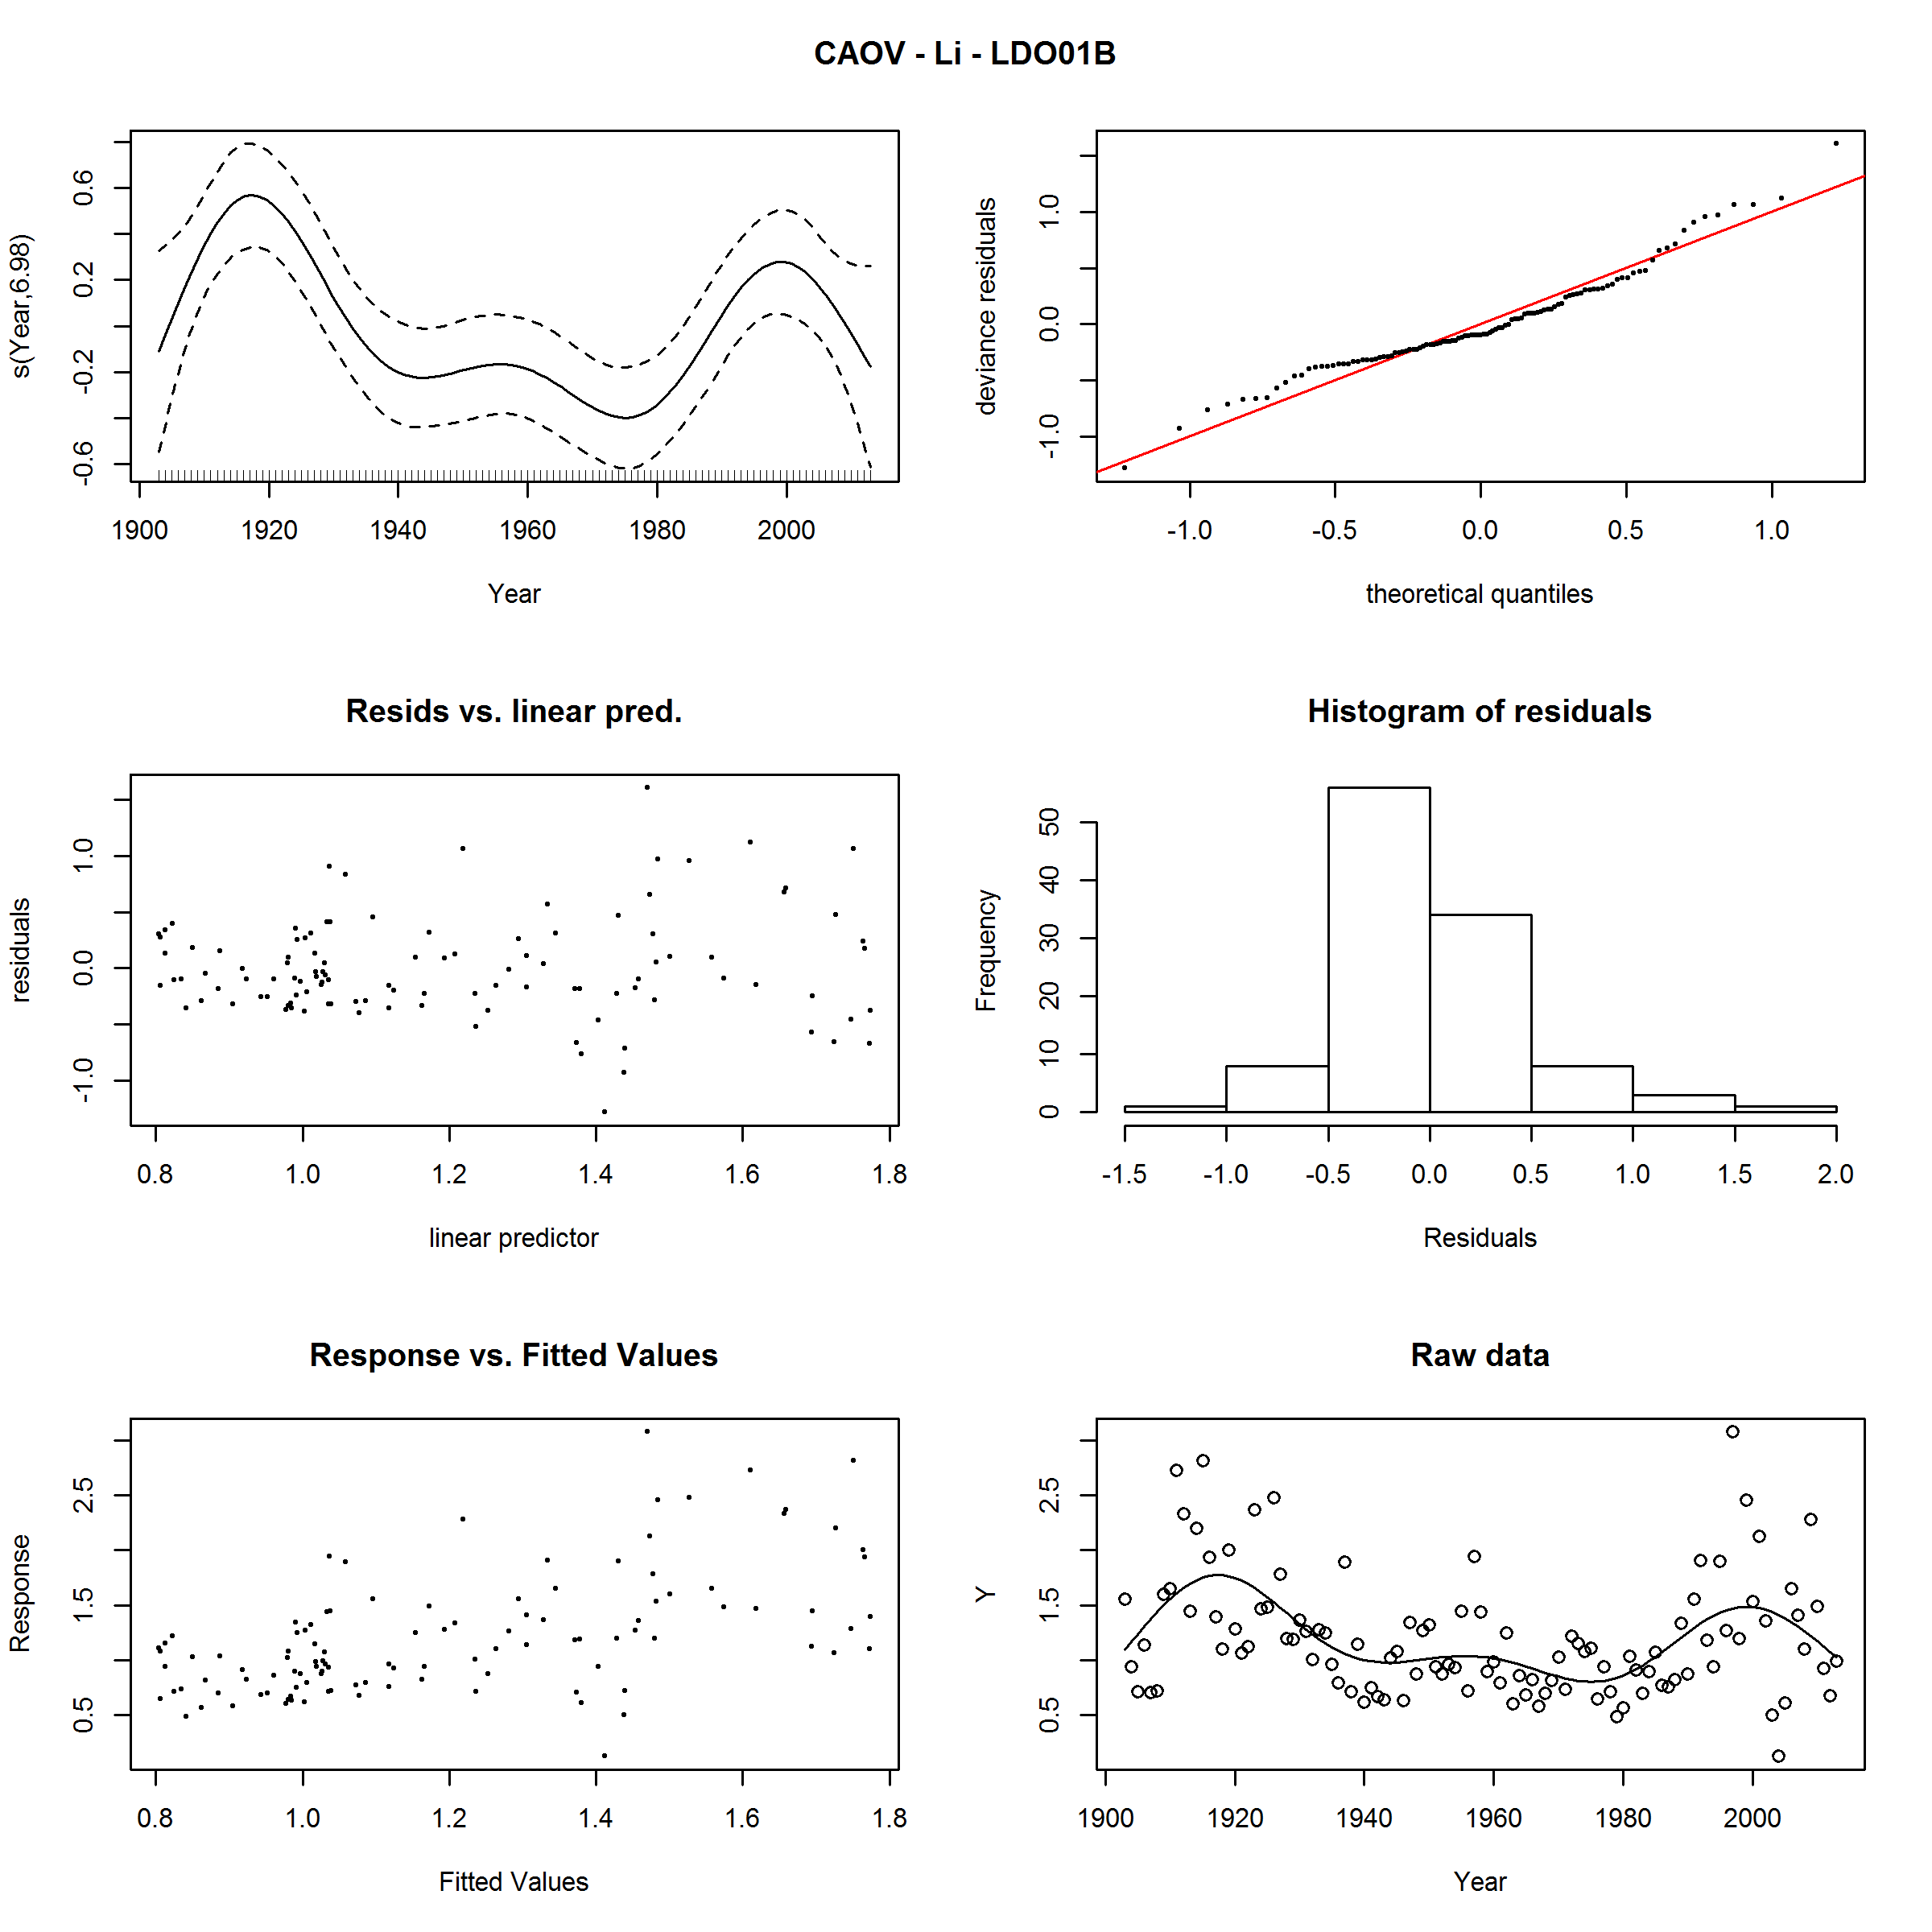 CAOV - Li - LDO01B
s(Year,6.98)
-0.6 -0.2 0.2 0.6
1900 1920 1940 1960 1980 2000
Year
deviance residuals
-1.0 0.0 1.0
-1.0 -0.5 0.0 0.5 1.0
theoretical quantiles
Resids vs. linear pred.
residuals
-1.0 0.0 1.0
0.8 1.0 1.2 1.4 1.6 1.8
linear predictor
Histogram of residuals
Frequency
0 10 20 30 40 50
-1.5 -1.0 -0.5 0.0 0.5 1.0 1.5 2.0
Residuals
Response vs. Fitted Values
Response
0.5 1.5 2.5
0.8 1.0 1.2 1.4 1.6 1.8
Fitted Values
Raw data
Y
0.5 1.5 2.5
1900 1920 1940 1960 1980 2000
Year